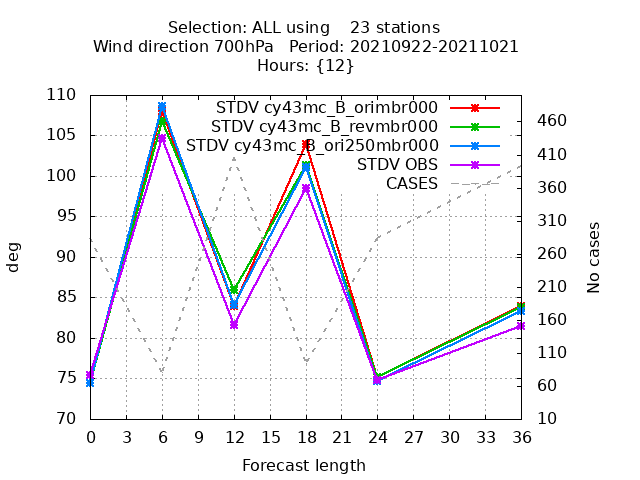 Selection: ALL using    23 stations
Wind direction 700hPa   Period: 20210922-20211021
Hours: {12}
STDV cy43mc_B_orimbr000
STDV cy43mc_B_revmbr000
STDV cy43mc_B_ori250mbr000
STDV OBS
CASES
deg
110
105
100
95
90
85
80
75
70
No cases
460
410
360
310
260
210
160
110
60
10
0 3 6 9 12 15 18 21 24 27 30 33 36
Forecast length